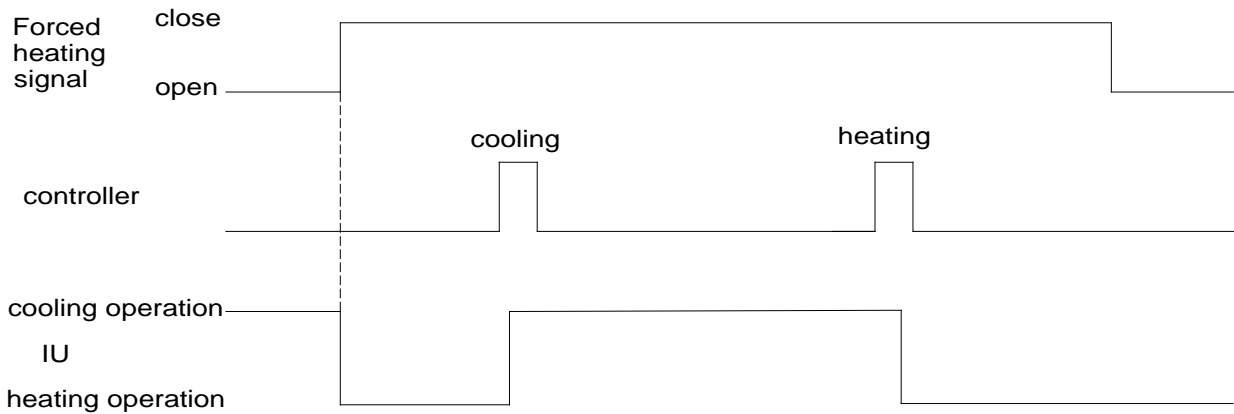 Forced
heating
signal
close
open
cooling
heating
controller
cooling operation
IU
heating operation